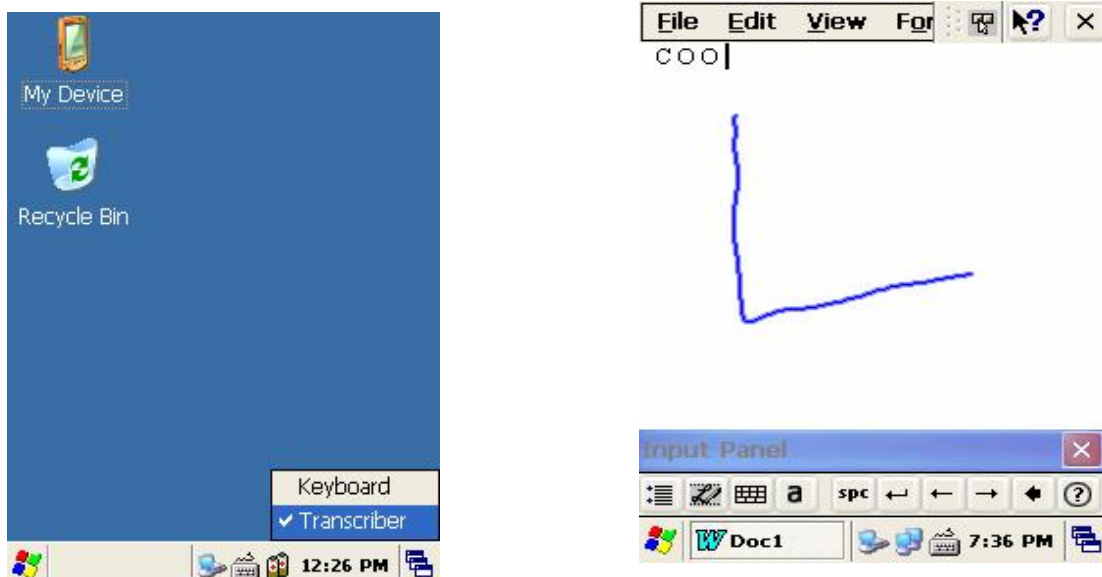 My Device
Recycle Bin
Keyboard
Transcriber
12:26 PM
File Edit View For
coo
L
Input Panel
a spc
Doc1 7:36 PM